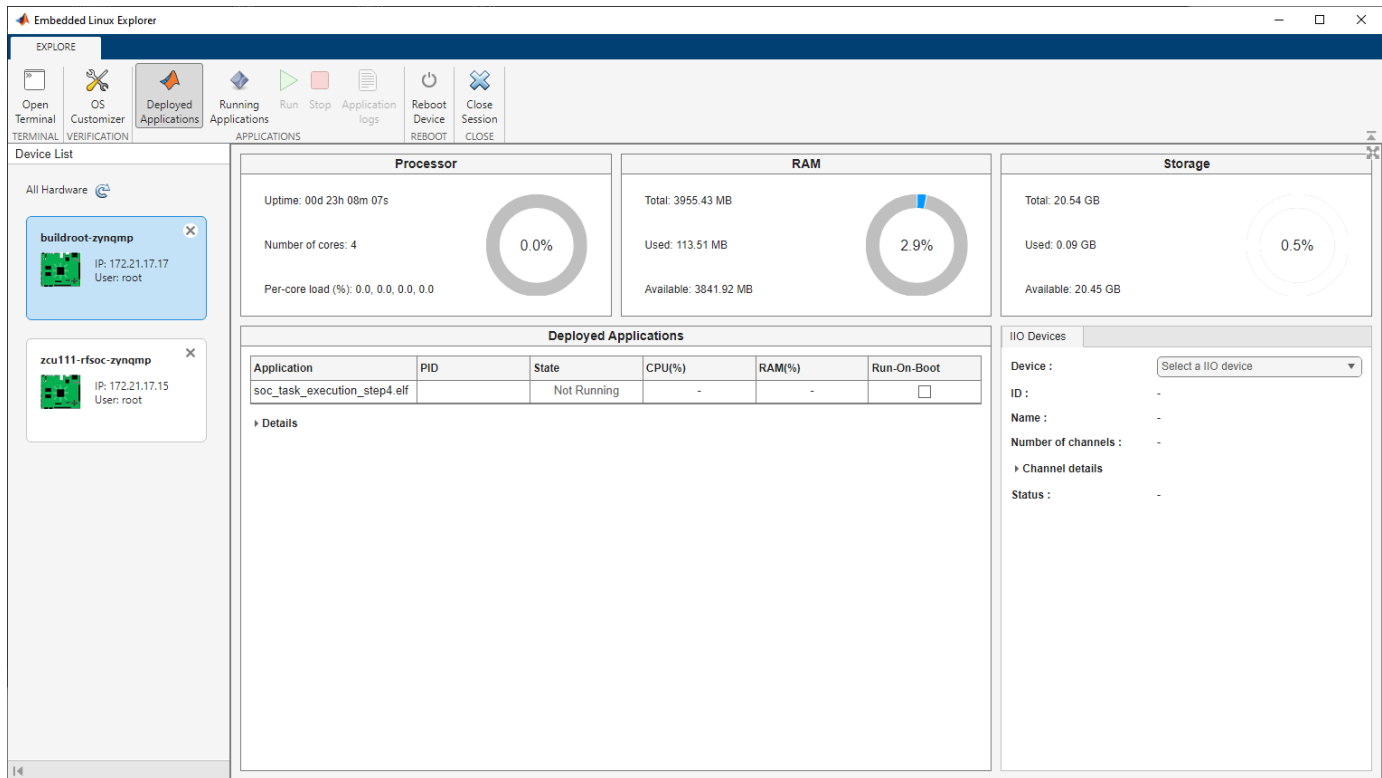 Embedded Linux Explorer
EXPLORE
Open Terminal
OS Customizer
Deployed Applications
Running Applications
Run
Stop
Application logs
Reboot Device
Close Session
TERMINAL
VERIFICATION
APPLICATIONS
REBOOT
CLOSE
Device List
All Hardware
buildroot-zynqmp
IP: 172.21.17.17
User: root
zcu111-rfsoc-zynqmp
IP: 172.21.17.15
User: root
Processor
Uptime: 00d 23h 08m 07s
Number of cores: 4
Per-core load (%): 0.0, 0.0, 0.0, 0.0
0.0%
RAM
Total: 3955.43 MB
Used: 113.51 MB
Available: 3841.92 MB
2.9%
Storage
Total: 20.54 GB
Used: 0.09 GB
Available: 20.45 GB
0.5%
Deployed Applications
Application PID State CPU(%) RAM(%) Run-On-Boot
soc_task_execution_step4.elf Not Running - -
Details
IIO Devices
Device : Select a IIO device
ID : -
Name : -
Number of channels : -
Channel details
Status : -